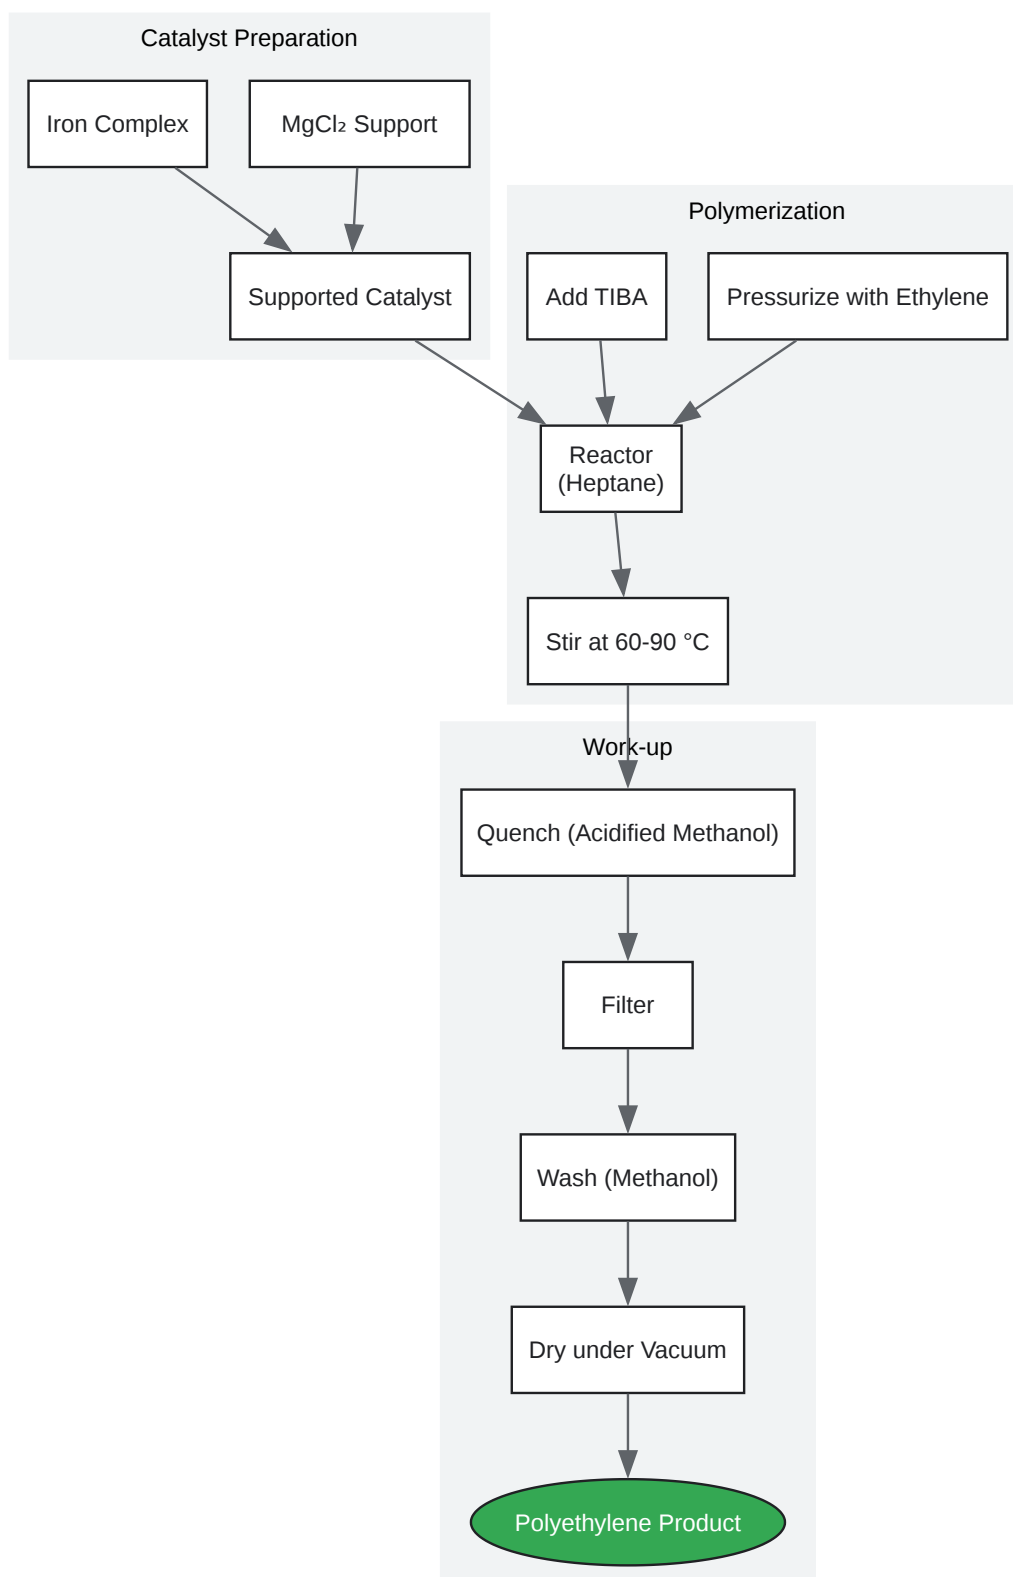 Catalyst Preparation
Iron Complex
MgCl₂ Support
Supported Catalyst
Polymerization
Add TIBA
Pressurize with Ethylene
Reactor
(Heptane)
Stir at 60-90 °C
Work-up
Quench (Acidified Methanol)
Filter
Wash (Methanol)
Dry under Vacuum
Polyethylene Product